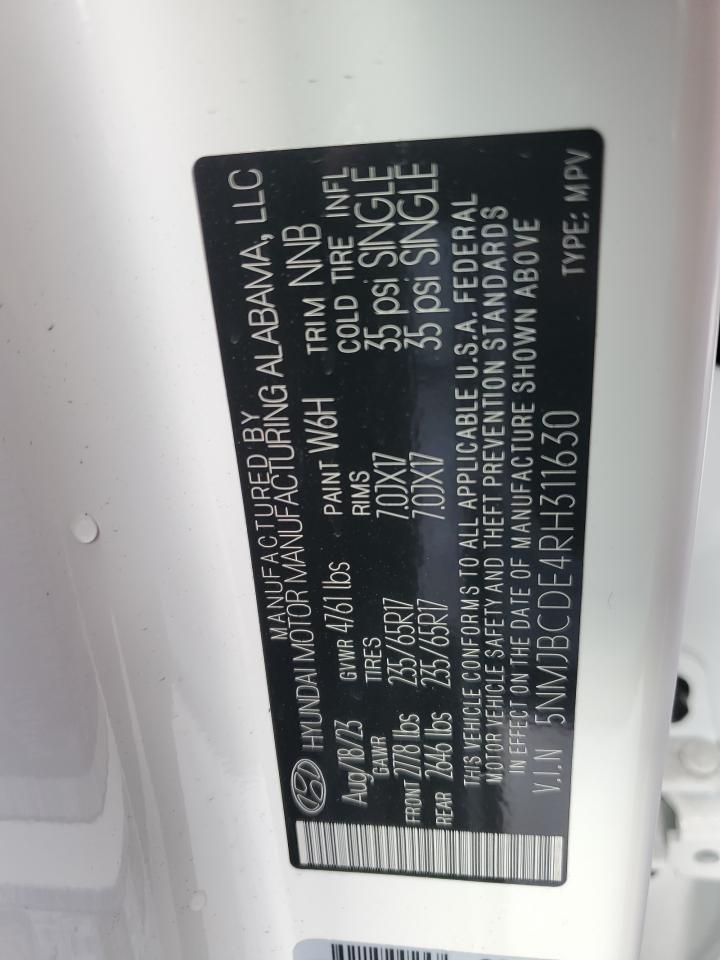 MANUFACTURED BY
HYUNDAI MOTOR MANUFACTURING ALABAMA, LLC
Aug/18/23 GVWR 4761 lbs PAINT W6H TRIM NNB
GAWR TIRES RIMS COLD TIRE INFL
FRONT 2778 lbs 235/65R17 7.0JX17 35 psi SINGLE
REAR 2646 lbs 235/65R17 7.0JX17 35 psi SINGLE
THIS VEHICLE CONFORMS TO ALL APPLICABLE U.S.A. FEDERAL
MOTOR VEHICLE SAFETY AND THEFT PREVENTION STANDARDS
IN EFFECT ON THE DATE OF MANUFACTURE SHOWN ABOVE
V.I.N 5NMJBCDE4RH311630 TYPE: MPV